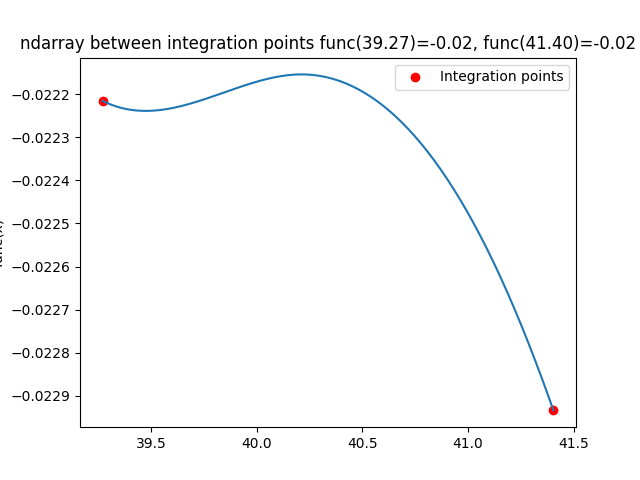 ndarray between integration points func(39.27)=-0.02, func(41.40)=-0.02
Integration points
−0.0222
−0.0223
−0.0224
−0.0225
−0.0226
−0.0227
−0.0228
−0.0229
39.5 40.0 40.5 41.0 41.5